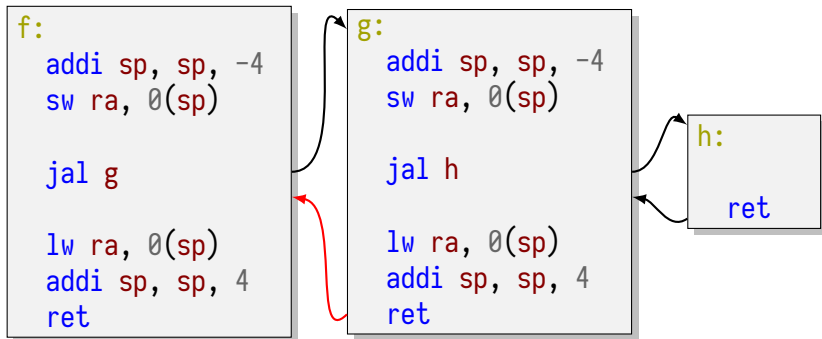 f:
addi sp, sp, -4
sw ra, 0(sp)
jal g
lw ra, 0(sp)
addi sp, sp, 4
ret
g:
addi sp, sp, -4
sw ra, 0(sp)
jal h
lw ra, 0(sp)
addi sp, sp, 4
ret
h:
ret